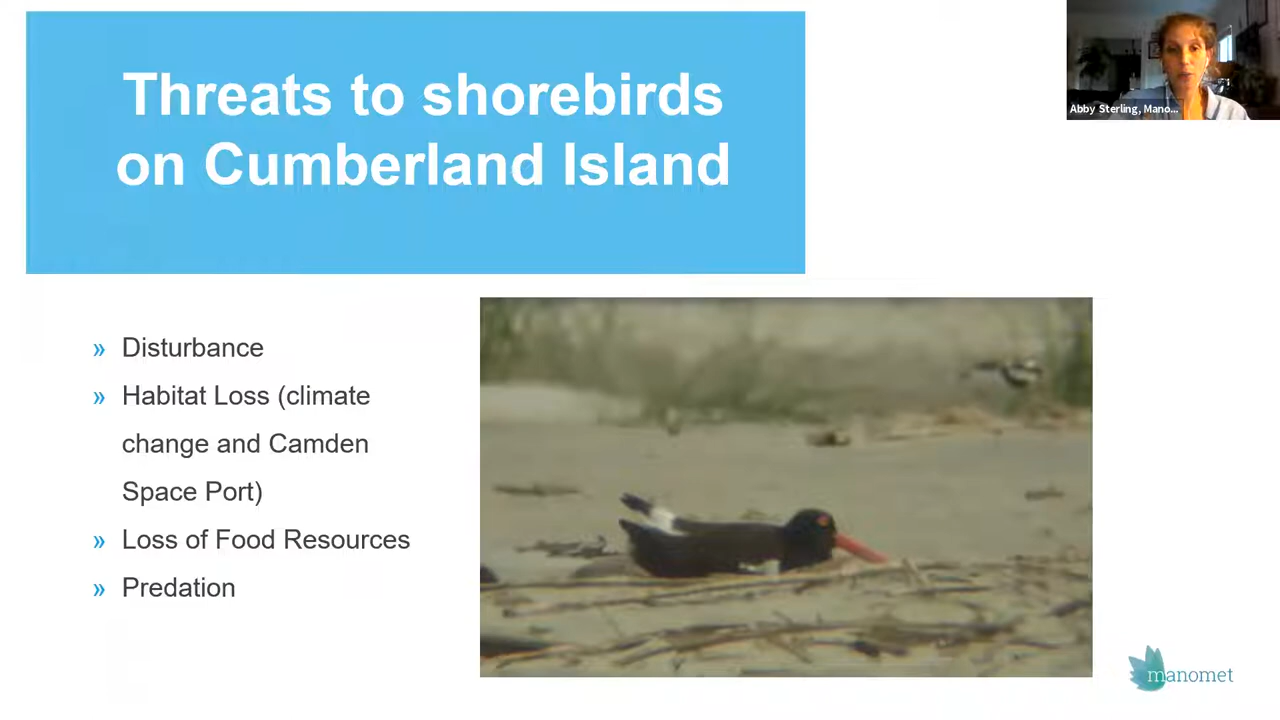 Threats to shorebirds
on Cumberland Island
Abby Sterling, Mano...
» Disturbance
» Habitat Loss (climate
change and Camden
Space Port)
» Loss of Food Resources
» Predation
manomet